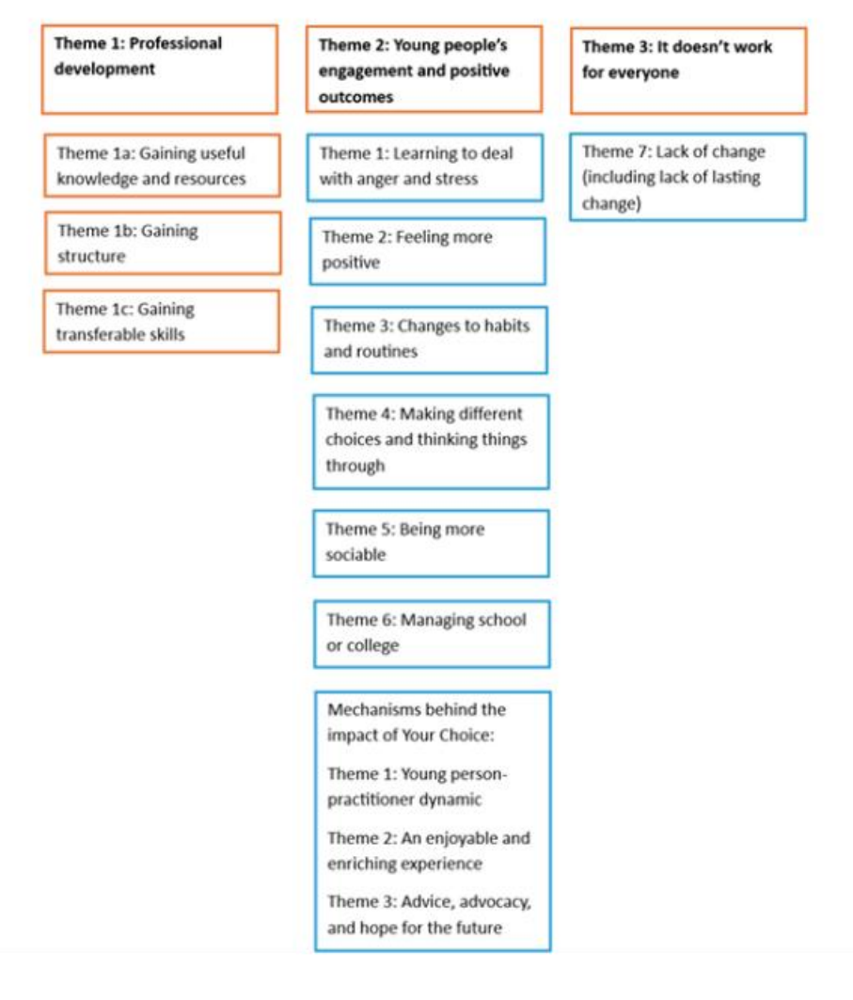 Theme 1: Professional
development
Theme 1a: Gaining useful
knowledge and resources
Theme 1b: Gaining
structure
Theme 1c: Gaining
transferable skills
Theme 2: Young people's
engagement and positive
outcomes
Theme 1: Learning to deal
with anger and stress
Theme 2: Feeling more
positive
Theme 3: Changes to habits
and routines
Theme 4: Making different
choices and thinking things
through
Theme 5: Being more
sociable
Theme 6: Managing school
or college
Mechanisms behind the
impact of Your Choice:
Theme 1: Young person-
practitioner dynamic
Theme 2: An enjoyable and
enriching experience
Theme 3: Advice, advocacy,
and hope for the future
Theme 3: It doesn't work
for everyone
Theme 7: Lack of change
(including lack of lasting
change)